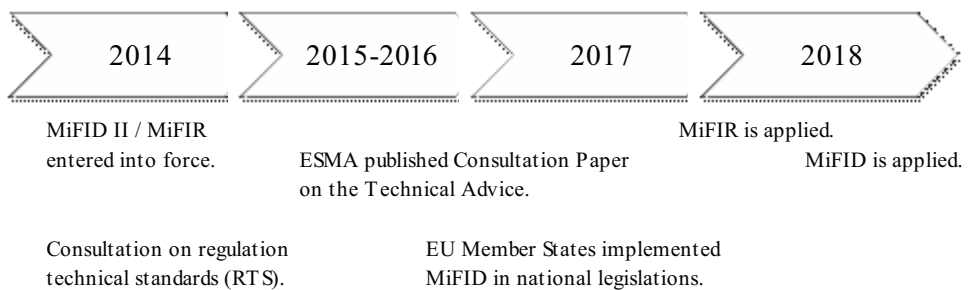 2014
2015-2016
2017
2018
MiFID II / MiFIR
entered into force.
ESMA published Consultation Paper
on the Technical Advice.
MiFIR is applied.
MiFID is applied.
Consultation on regulation
technical standards (RTS).
EU Member States implemented
MiFID in national legislations.